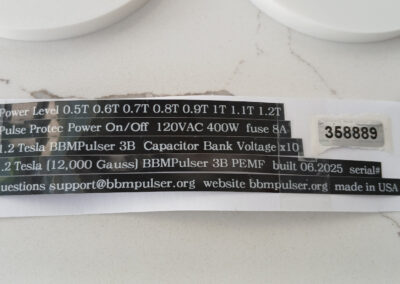 Power Level 0.5T 0.6T 0.7T 0.8T 0.9T 1T 1.1T 1.2T
Pulse Protec Power On/Off 120VAC 400W fuse 8A
1.2 Tesla BBMPulser 3B Capacitor Bank Voltage x10
358889
1.2 Tesla (12,000 Gauss) BBMPulser 3B PEMF built 06.2025 serial#
uestions support@bbmpulser.org website bbmpulser.org made in USA